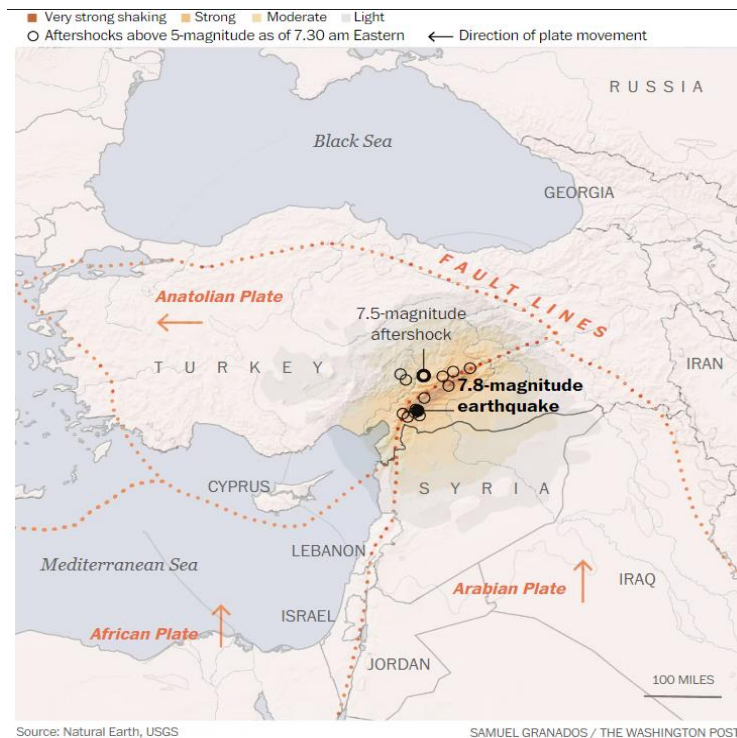 Very strong shaking Strong Moderate Light
Aftershocks above 5-magnitude as of 7.30 am Eastern Direction of plate movement
RUSSIA
Black Sea
GEORGIA
FAULT LINES
Anatolian Plate
7.5-magnitude
aftershock
TURKEY
IRAN
7.8-magnitude
earthquake
CYPRUS
SYRIA
LEBANON
Mediterranean Sea
IRAQ
Arabian Plate
ISRAEL
African Plate
JORDAN
100 MILES
Source: Natural Earth, USGS
SAMUEL GRANADOS / THE WASHINGTON POST